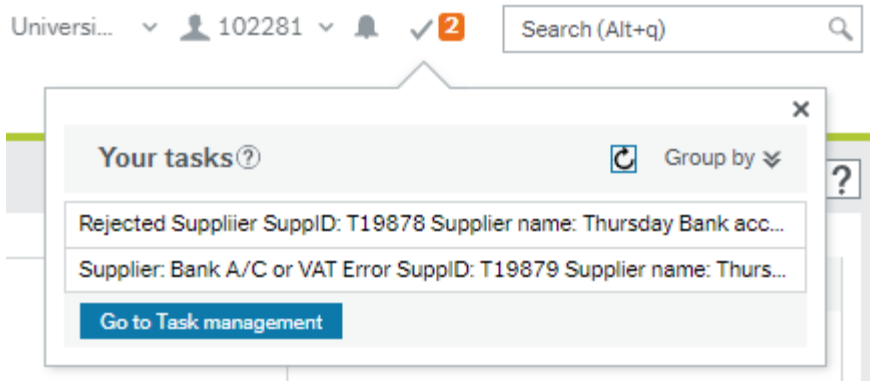 Universi... 102281 2 Search (Alt+q)
Your tasks ? Group by
?
Rejected Suppliier SuppID: T19878 Supplier name: Thursday Bank acc...
Supplier: Bank A/C or VAT Error SuppID: T19879 Supplier name: Thurs...
Go to Task management